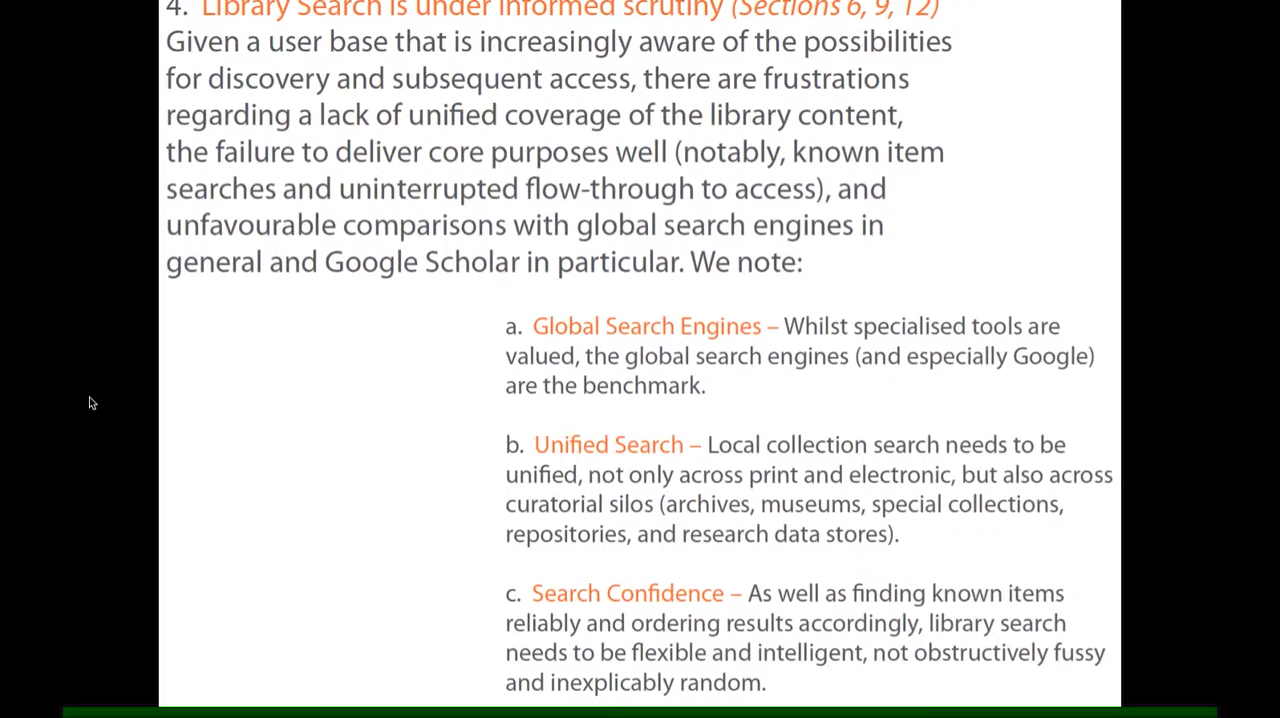 4. Library Search is under informed scrutiny (Sections 6, 9, 12)
Given a user base that is increasingly aware of the possibilities
for discovery and subsequent access, there are frustrations
regarding a lack of unified coverage of the library content,
the failure to deliver core purposes well (notably, known item
searches and uninterrupted flow-through to access), and
unfavourable comparisons with global search engines in
general and Google Scholar in particular. We note:
a. Global Search Engines – Whilst specialised tools are
valued, the global search engines (and especially Google)
are the benchmark.
b. Unified Search – Local collection search needs to be
unified, not only across print and electronic, but also across
curatorial silos (archives, museums, special collections,
repositories, and research data stores).
c. Search Confidence – As well as finding known items
reliably and ordering results accordingly, library search
needs to be flexible and intelligent, not obstructively fussy
and inexplicably random.